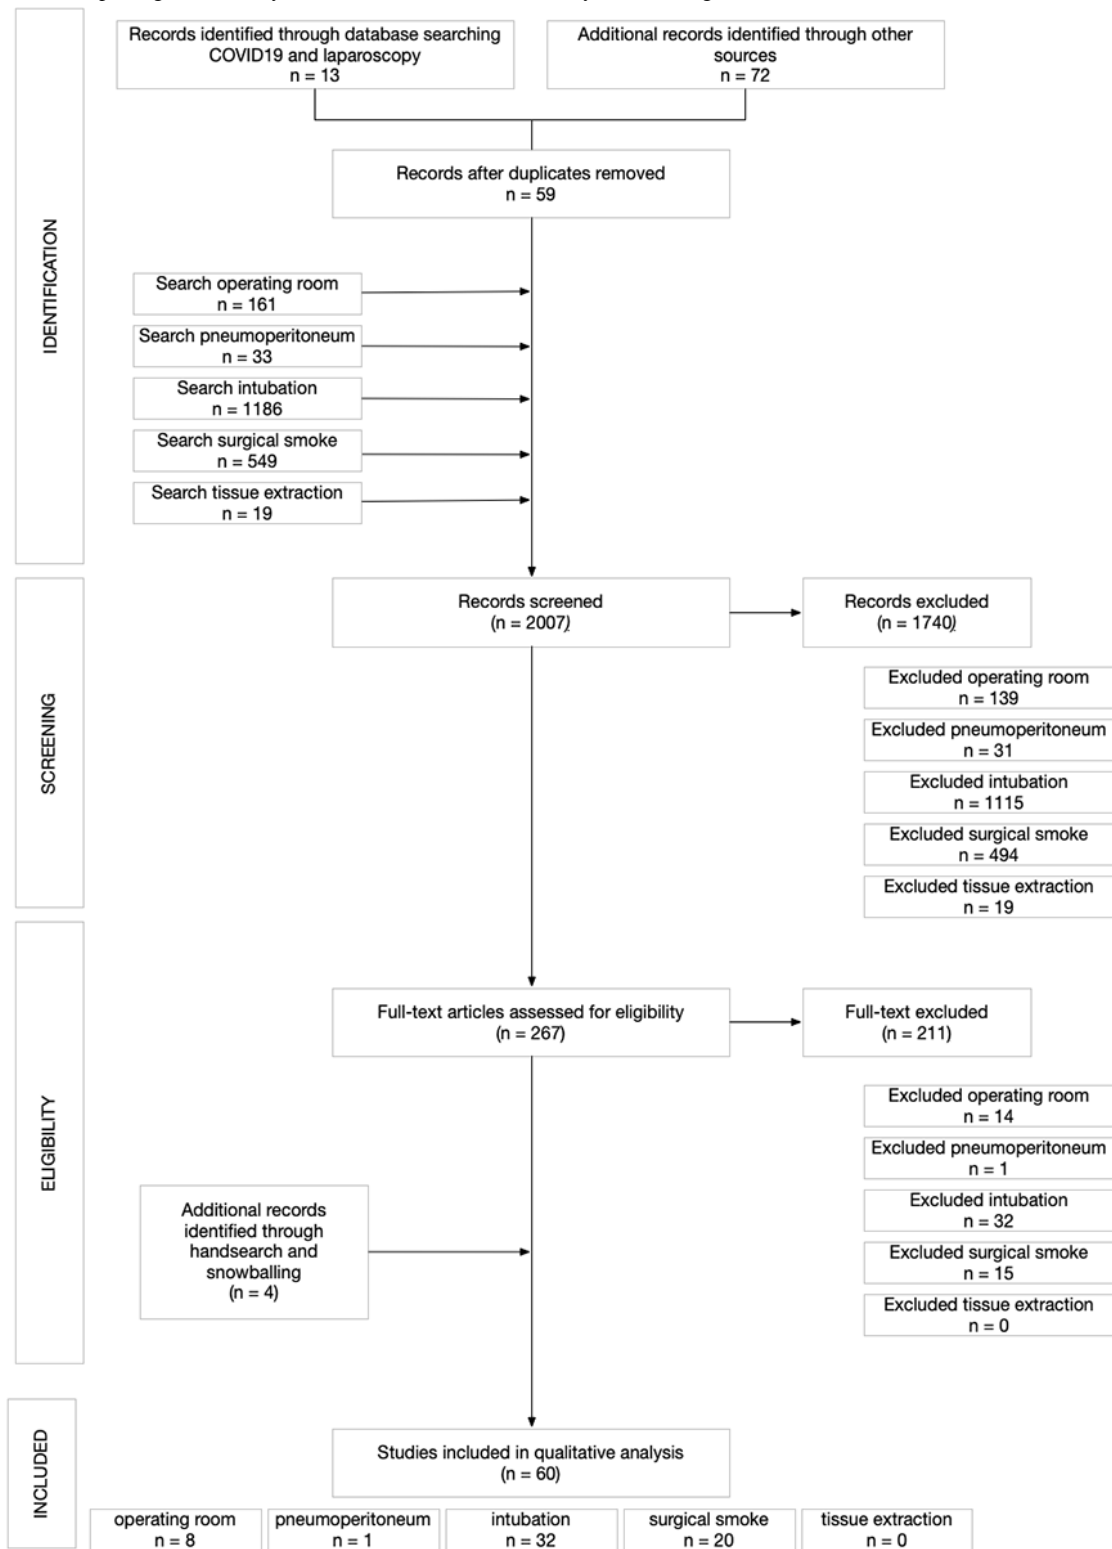 Records identified through database searching
COVID19 and laparoscopy
n = 13
Additional records identified through other
sources
n = 72
Records after duplicates removed
n = 59
IDENTIFICATION
Search operating room
n = 161
Search pneumoperitoneum
n = 33
Search intubation
n = 1186
Search surgical smoke
n = 549
Search tissue extraction
n = 19
SCREENING
Records screened
(n = 2007)
Records excluded
(n = 1740)
Excluded operating room
n = 139
Excluded pneumoperitoneum
n = 31
Excluded intubation
n = 1115
Excluded surgical smoke
n = 494
Excluded tissue extraction
n = 19
ELIGIBILITY
Full-text articles assessed for eligibility
(n = 267)
Full-text excluded
(n = 211)
Excluded operating room
n = 14
Excluded pneumoperitoneum
n = 1
Excluded intubation
n = 32
Excluded surgical smoke
n = 15
Excluded tissue extraction
n = 0
Additional records
identified through
handsearch and
snowballing
(n = 4)
INCLUDED
Studies included in qualitative analysis
(n = 60)
operating room
n = 8
pneumoperitoneum
n = 1
intubation
n = 32
surgical smoke
n = 20
tissue extraction
n = 0